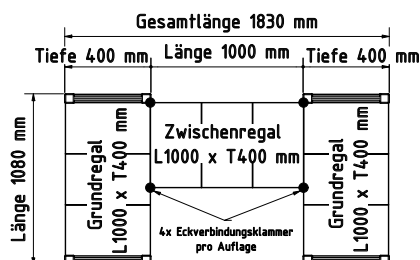 Gesamtlänge 1830 mm
Tiefe 400 mm
Länge 1000 mm
Tiefe 400 mm
Länge 1080 mm
Grundregal
L1000 x T400 mm
Zwischenregal
L1000 x T400 mm
4x Eckverbindungsklammer
pro Auflage
Grundregal
L1000 x T400 mm